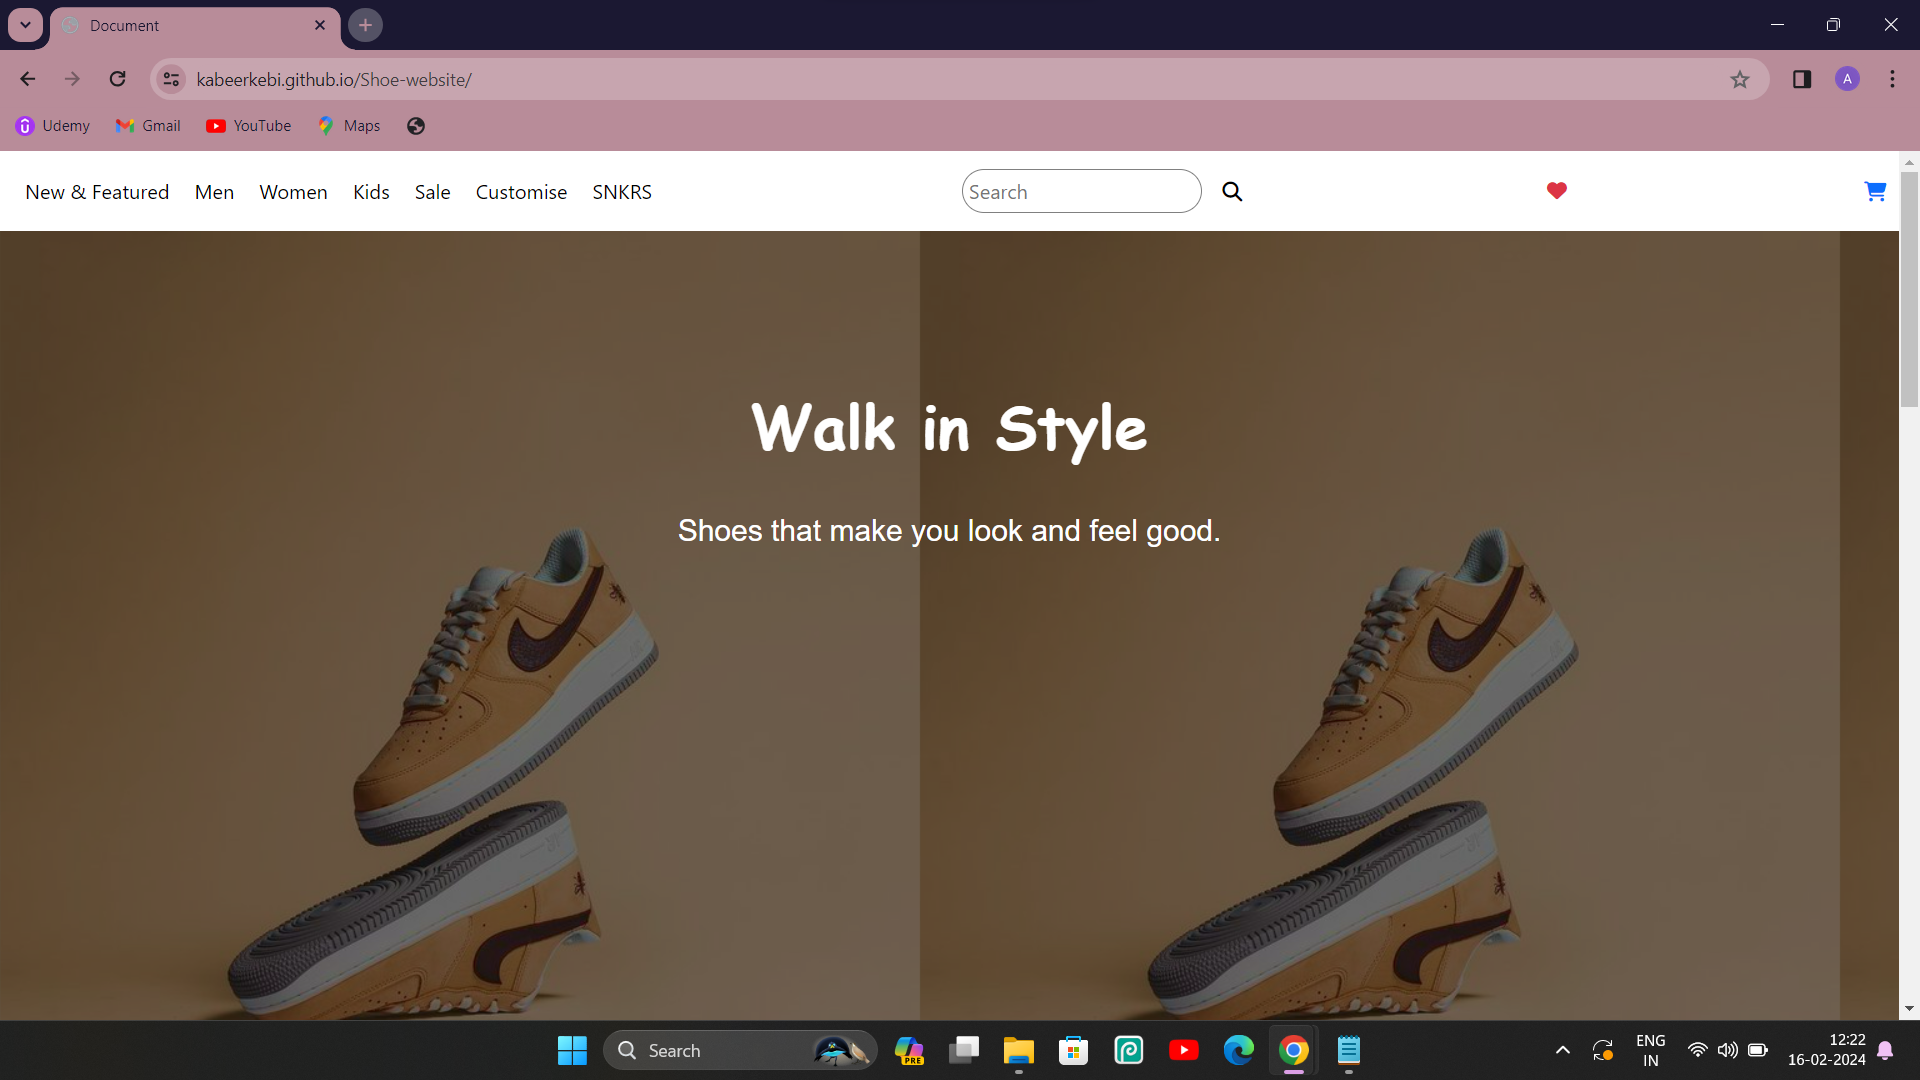 Document
kabeerkebi.github.io/Shoe-website/
A
Udemy Gmail YouTube Maps
New & Featured Men Women Kids Sale Customise SNKRS Search
Walk in Style
Shoes that make you look and feel good.
Search
PRE
ENG
IN
12:22
16-02-2024